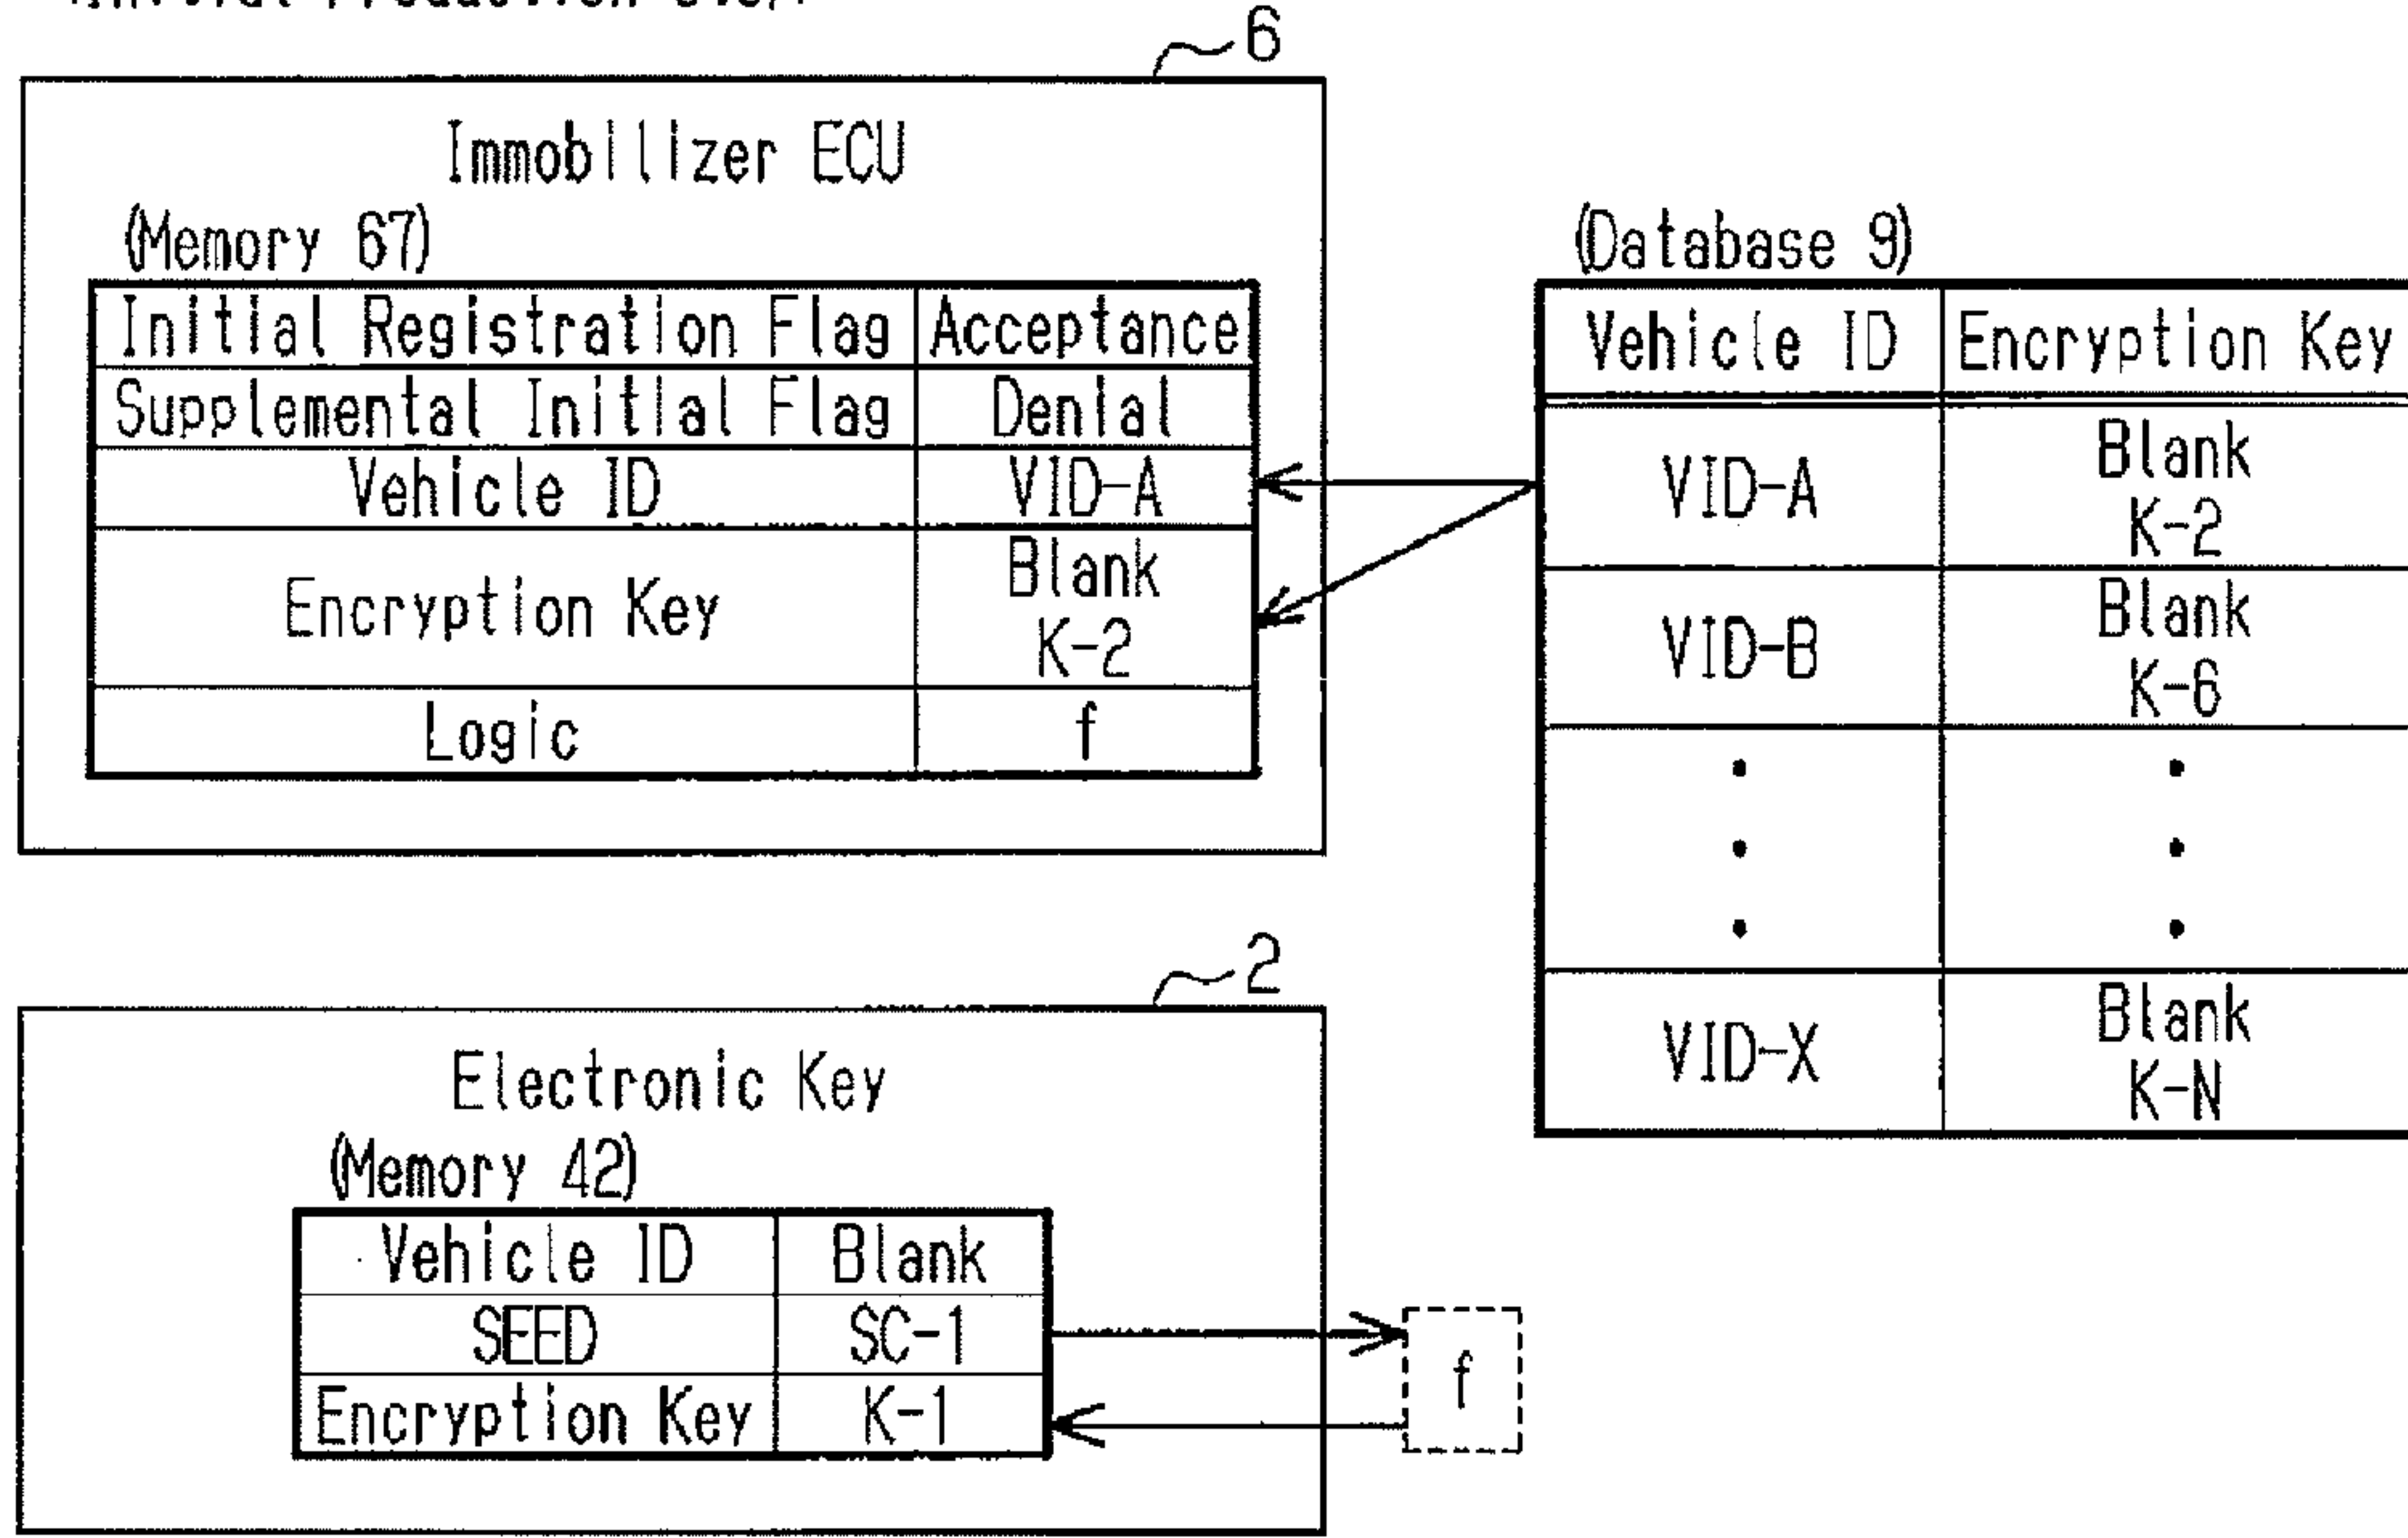 6
Immobilizer ECU
(Memory 67)
Initial Registration Flag Acceptance
Supplemental Initial Flag Denial
Vehicle ID VID-A
Encryption Key Blank
K-2
Logic f
(Database 9)
Vehicle ID Encryption Key
VID-A Blank
K-2
VID-B Blank
K-6
VID-X Blank
K-N
2
Electronic Key
(Memory 42)
Vehicle ID Blank
SEED SC-1
Encryption Key K-1
f